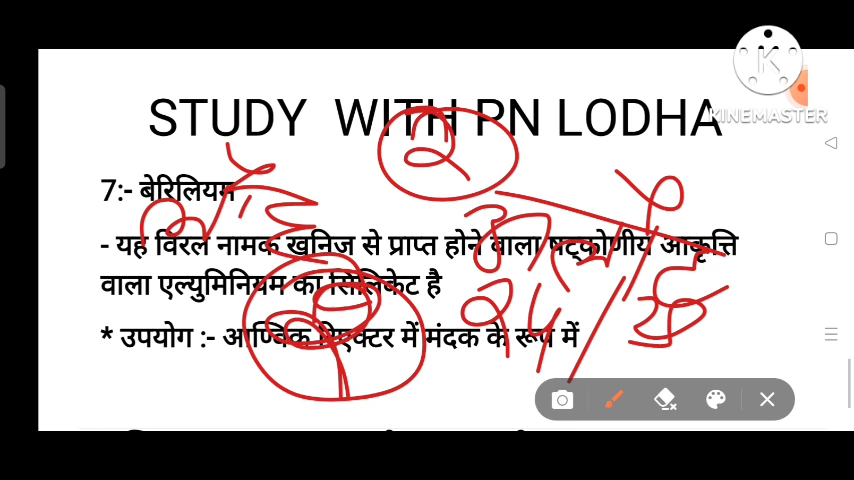 STUDY WITH PN LODHA
KINEMASTER
7:- बेरिलियम
- यह विरल नामक खनिज से प्राप्त होने वाला षट्कोणीय आकृत्ति
वाला एल्युमिनियम का सिलिकेट है
* उपयोग :- आण्विक रिएक्टर में मंदक के रूप में